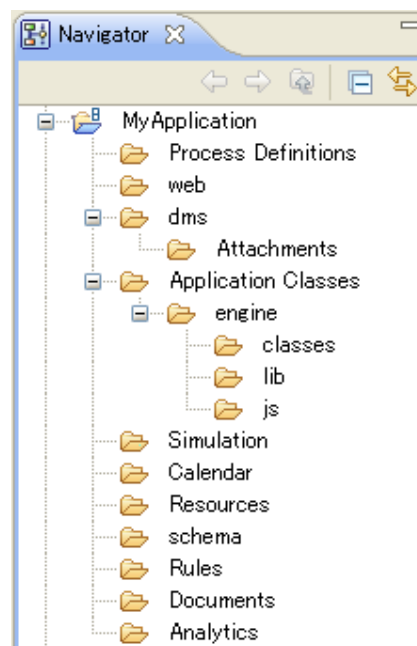 Navigator
MyApplication
Process Definitions
web
dms
Attachments
Application Classes
engine
classes
lib
js
Simulation
Calendar
Resources
schema
Rules
Documents
Analytics